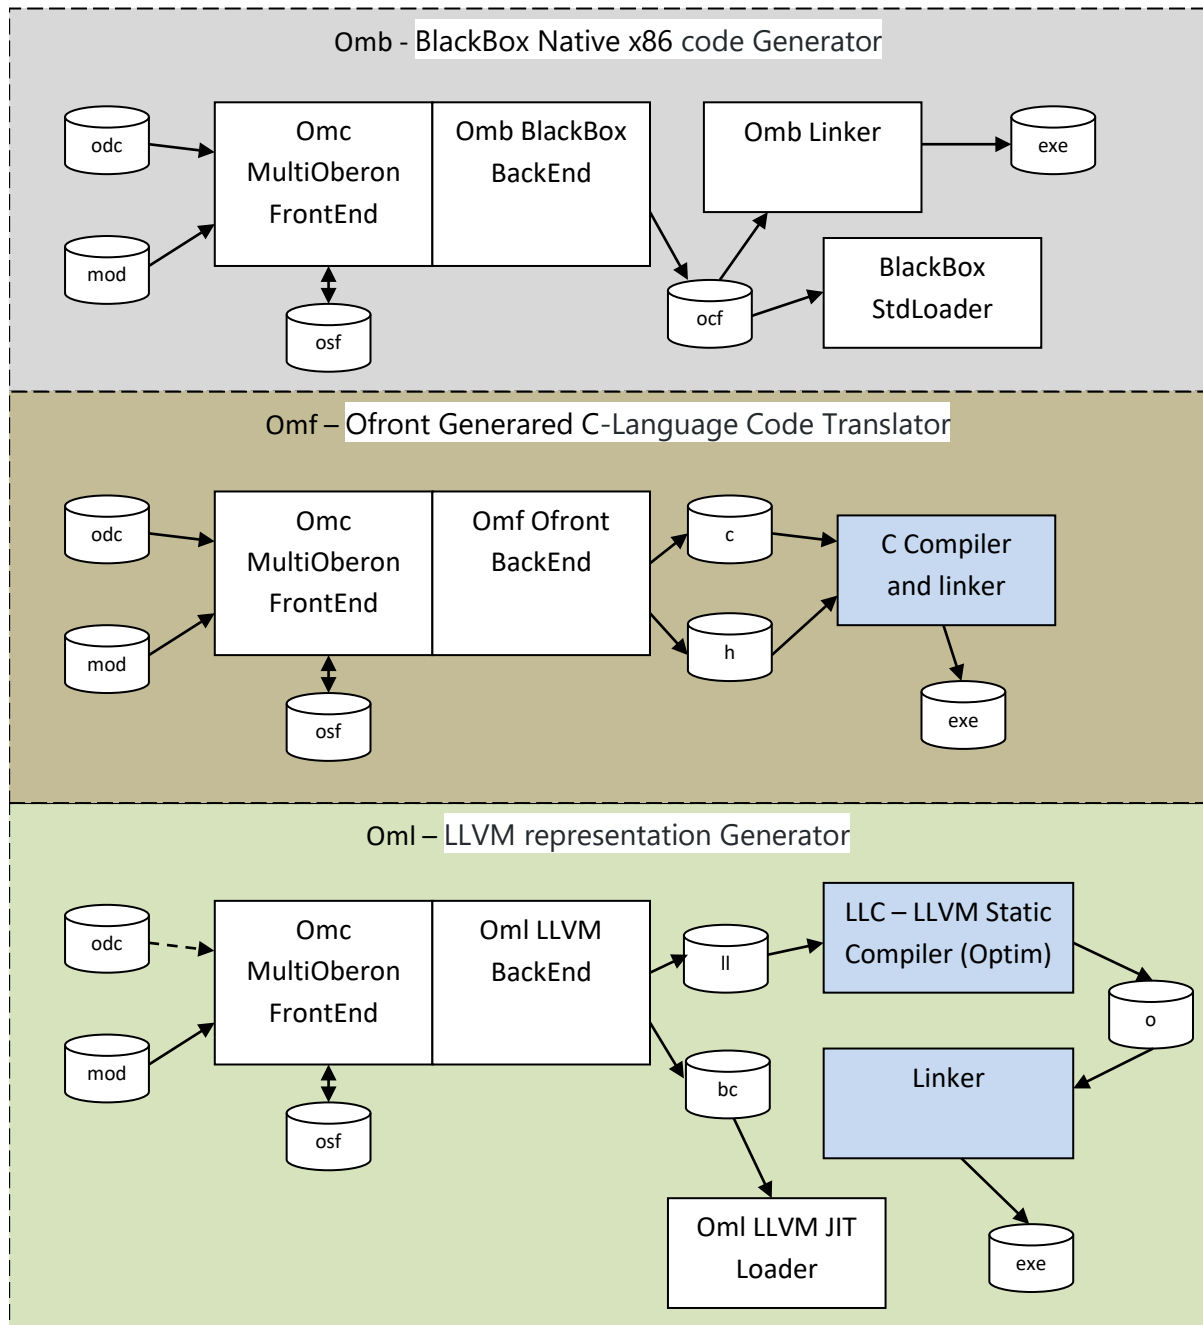 Omb - BlackBox Native x86 code Generator
odc
mod
Omc
MultiOberon
FrontEnd
Omb BlackBox
BackEnd
osf
ocf
Omb Linker
exe
BlackBox
StdLoader
Omf – Ofront Generared C-Language Code Translator
odc
mod
Omc
MultiOberon
FrontEnd
Omf Ofront
BackEnd
osf
c
h
C Compiler
and linker
exe
Oml – LLVM representation Generator
odc
mod
Omc
MultiOberon
FrontEnd
Oml LLVM
BackEnd
osf
ll
bc
LLC – LLVM Static
Compiler (Optim)
o
Linker
Oml LLVM JIT
Loader
exe